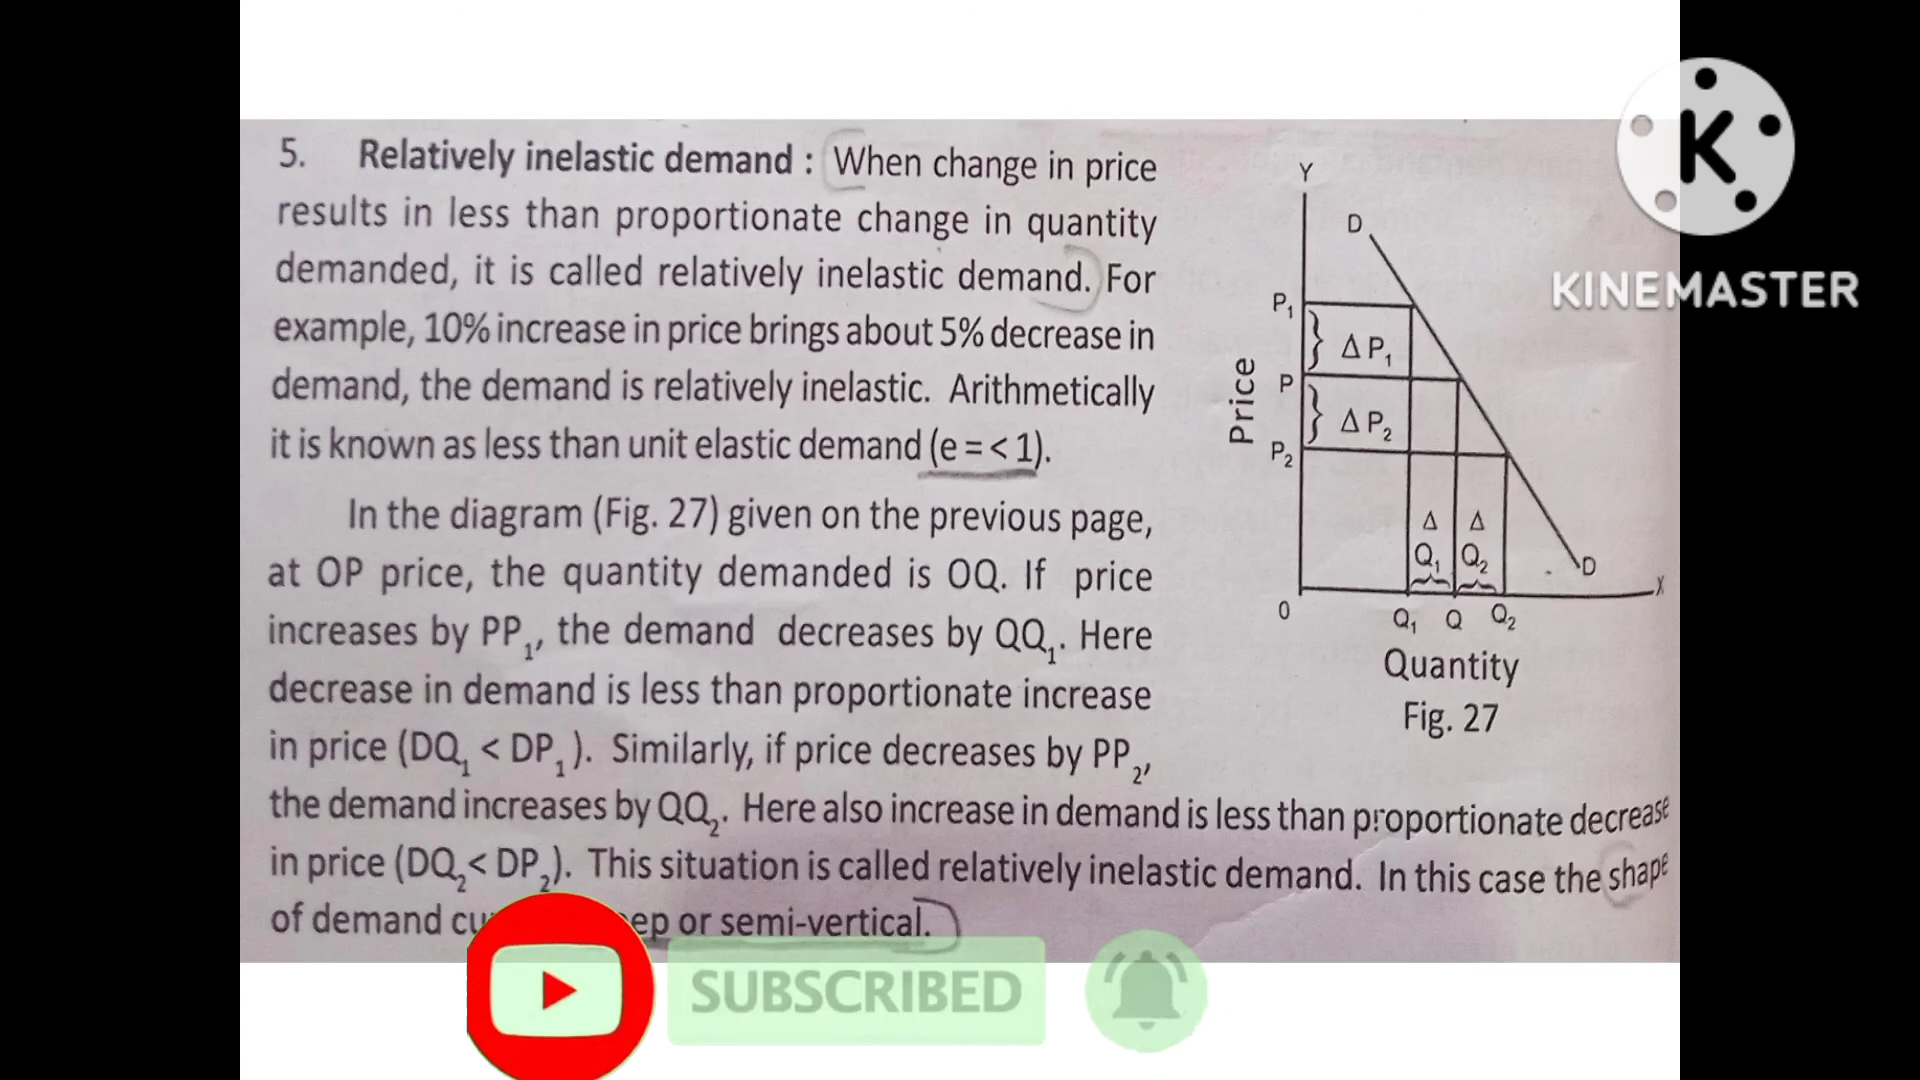 5. Relatively inelastic demand : When change in price
results in less than proportionate change in quantity
demanded, it is called relatively inelastic demand. For
example, 10% increase in price brings about 5% decrease in
demand, the demand is relatively inelastic. Arithmetically
it is known as less than unit elastic demand (e = < 1).
In the diagram (Fig. 27) given on the previous page,
at OP price, the quantity demanded is OQ. If price
increases by PP₁, the demand decreases by QQ₁. Here
decrease in demand is less than proportionate increase
in price (DQ₁ < DP₁). Similarly, if price decreases by PP₂,
the demand increases by QQ₂. Here also increase in demand is less than proportionate decrease
in price (DQ₂< DP₂). This situation is called relatively inelastic demand. In this case the shape
of demand or semi-vertical.
Y
D
P₁
Δ P₁
Price
P
Δ P₂
P₂
Δ Δ
Q₁ Q₂
D
X
0
Q₁ Q Q₂
Quantity
Fig. 27
K
KINEMASTER
SUBSCRIBED